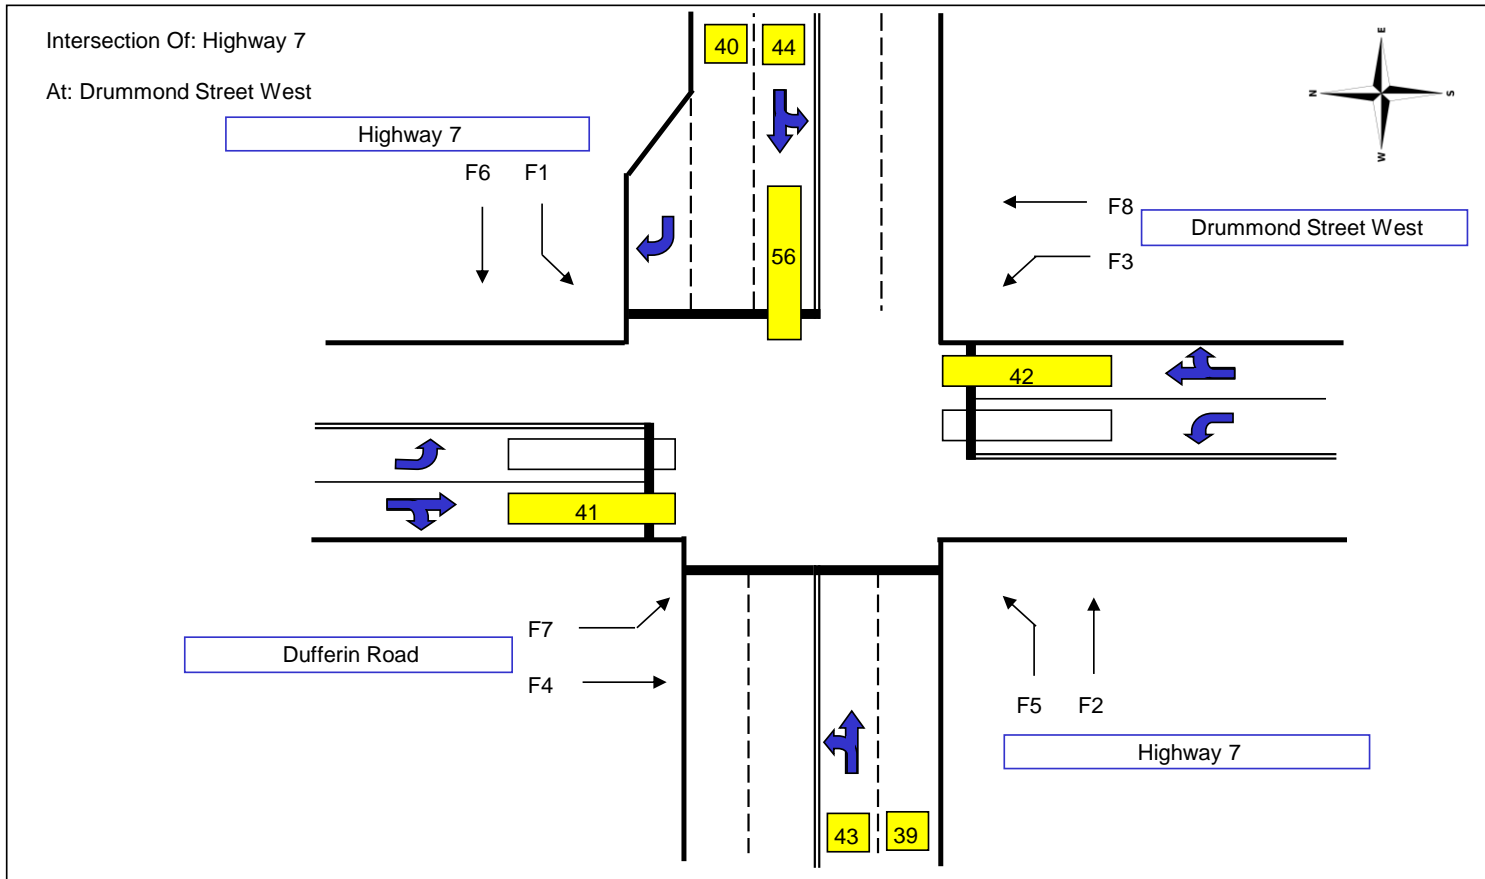 Intersection Of: Highway 7
At: Drummond Street West
Highway 7
F6 F1
40 44
56
E
N S
W
F8
Drummond Street West
F3
42
41
F7
Dufferin Road
F4
F5 F2
Highway 7
43 39